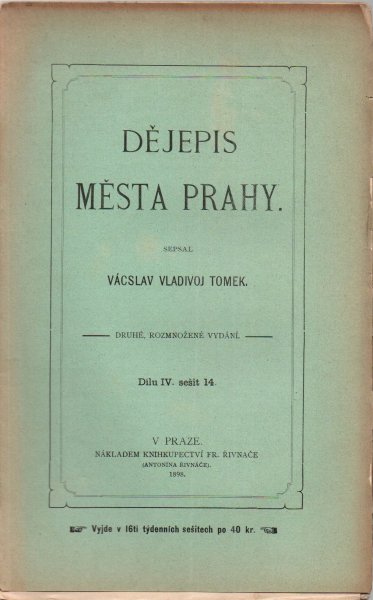 DĚJEPIS
MĚSTA PRAHY.
SEPSAL
VÁCSLAV VLADIVOJ TOMEK.
DRUHÉ, ROZMNOŽENÉ VYDÁNÍ.
Dílu IV. sešit 14.
V PRAZE.
NÁKLADEM KNIHKUPECTVÍ FR. ŘIVNÁČE
(ANTONÍNA ŘIVNÁČE).
1898.
Vyjde v 16ti týdenních sešitech po 40 kr.